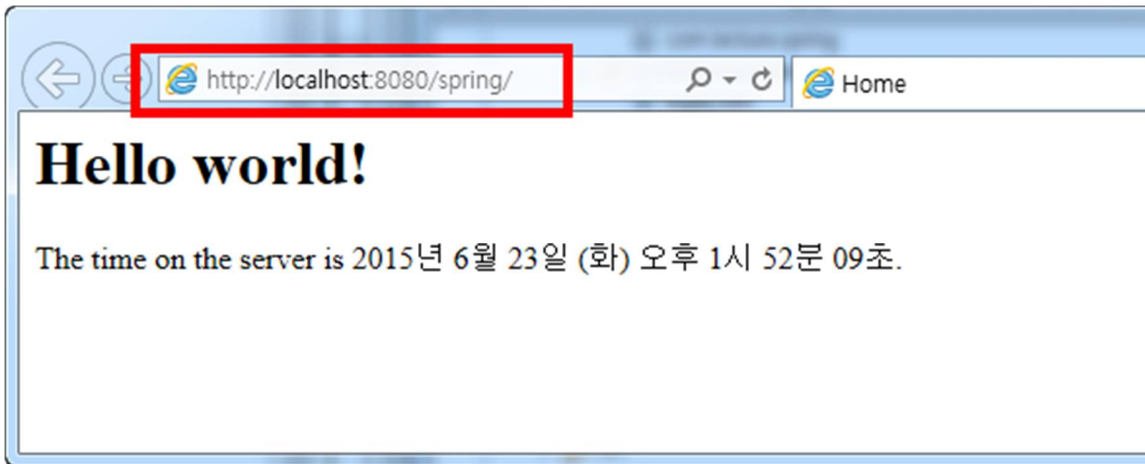 http://localhost:8080/spring/
Home
Hello world!
The time on the server is 2015년 6월 23일 (화) 오후 1시 52분 09초.